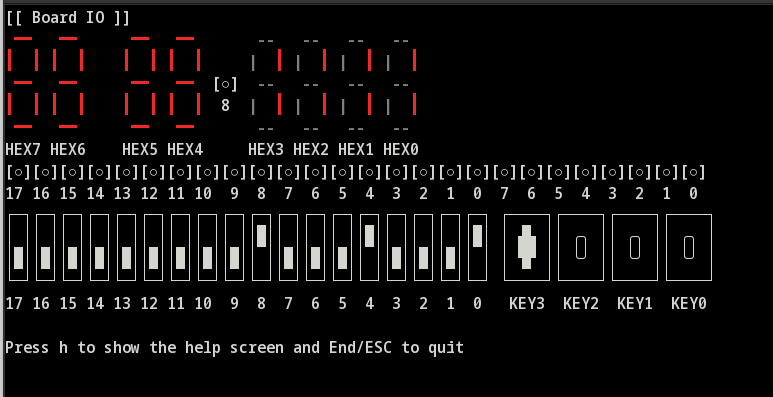 [[ Board IO ]]
88 88 1111
[○]
8
HEX7 HEX6 HEX5 HEX4 HEX3 HEX2 HEX1 HEX0
[○][○][○][○][○][○][○][○][○][○][○][○][○][○][○][○][○][○][○][○][○][○][○][○][○][○]
17 16 15 14 13 12 11 10 9 8 7 6 5 4 3 2 1 0 7 6 5 4 3 2 1 0
17 16 15 14 13 12 11 10 9 8 7 6 5 4 3 2 1 0 KEY3 KEY2 KEY1 KEY0
Press h to show the help screen and End/ESC to quit